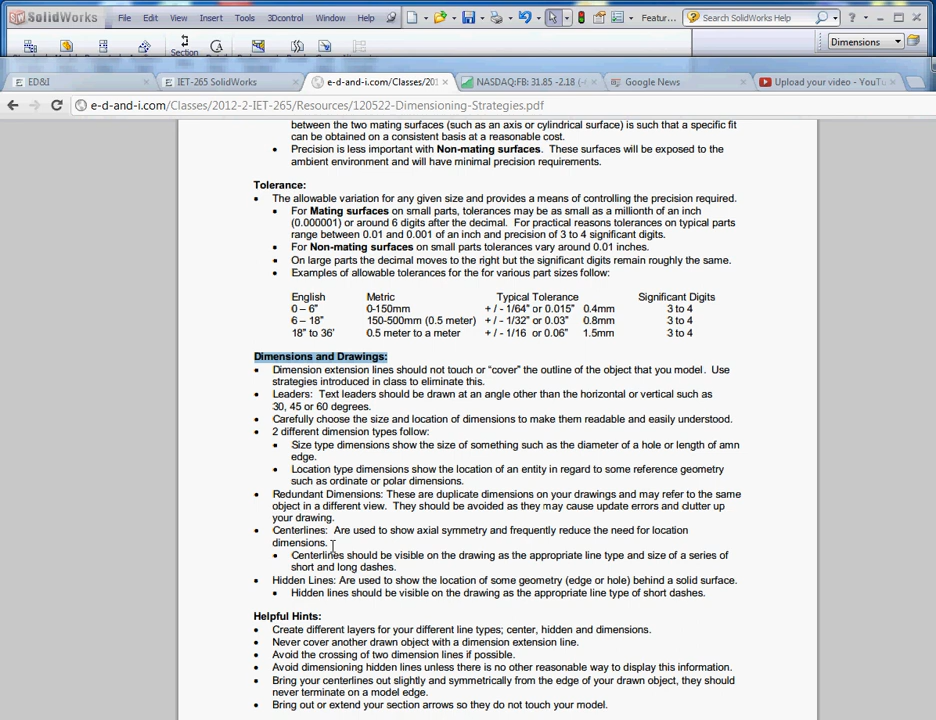 SolidWorks File Edit View Insert Tools 3Dcontrol Window Help Featur... Search SolidWorks Help
Section Dimensions
ED&I IET-265 SolidWorks e-d-and-i.com/Classes/201 NASDAQ:FB: 31.85 -2.18 (- Google News Upload your video - YouTu
e-d-and-i.com/Classes/2012-2-IET-265/Resources/120522-Dimensioning-Strategies.pdf
between the two mating surfaces (such as an axis or cylindrical surface) is such that a specific fit
can be obtained on a consistent basis at a reasonable cost.
• Precision is less important with Non-mating surfaces. These surfaces will be exposed to the
ambient environment and will have minimal precision requirements.
Tolerance:
• The allowable variation for any given size and provides a means of controlling the precision required.
• For Mating surfaces on small parts, tolerances may be as small as a millionth of an inch
(0.000001) or around 6 digits after the decimal. For practical reasons tolerances on typical parts
range between 0.01 and 0.001 of an inch and precision of 3 to 4 significant digits.
• For Non-mating surfaces on small parts tolerances vary around 0.01 inches.
• On large parts the decimal moves to the right but the significant digits remain roughly the same.
• Examples of allowable tolerances for the for various part sizes follow:
English Metric Typical Tolerance Significant Digits
0 – 6" 0-150mm + / - 1/64" or 0.015" 0.4mm 3 to 4
6 – 18" 150-500mm (0.5 meter) + / - 1/32" or 0.03" 0.8mm 3 to 4
18" to 36' 0.5 meter to a meter + / - 1/16 or 0.06" 1.5mm 3 to 4
Dimensions and Drawings:
• Dimension extension lines should not touch or "cover" the outline of the object that you model. Use
strategies introduced in class to eliminate this.
• Leaders: Text leaders should be drawn at an angle other than the horizontal or vertical such as
30, 45 or 60 degrees.
• Carefully choose the size and location of dimensions to make them readable and easily understood.
• 2 different dimension types follow:
• Size type dimensions show the size of something such as the diameter of a hole or length of amn
edge.
• Location type dimensions show the location of an entity in regard to some reference geometry
such as ordinate or polar dimensions.
• Redundant Dimensions: These are duplicate dimensions on your drawings and may refer to the same
object in a different view. They should be avoided as they may cause update errors and clutter up
your drawing.
• Centerlines: Are used to show axial symmetry and frequently reduce the need for location
dimensions.
• Centerlines should be visible on the drawing as the appropriate line type and size of a series of
short and long dashes.
• Hidden Lines: Are used to show the location of some geometry (edge or hole) behind a solid surface.
• Hidden lines should be visible on the drawing as the appropriate line type of short dashes.
Helpful Hints:
• Create different layers for your different line types; center, hidden and dimensions.
• Never cover another drawn object with a dimension extension line.
• Avoid the crossing of two dimension lines if possible.
• Avoid dimensioning hidden lines unless there is no other reasonable way to display this information.
• Bring your centerlines out slightly and symmetrically from the edge of your drawn object, they should
never terminate on a model edge.
• Bring out or extend your section arrows so they do not touch your model.